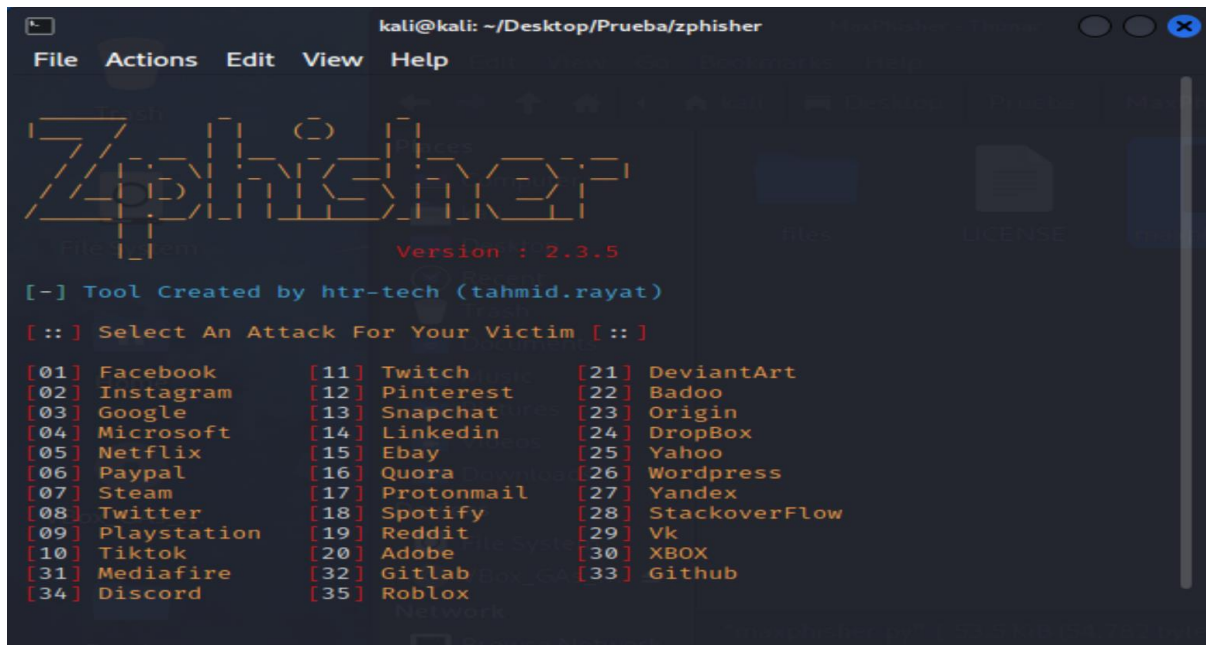 kali@kali: ~/Desktop/Prueba/zphisher
File Actions Edit View Help
Zphisher
Version : 2.3.5
[-] Tool Created by htr-tech (tahmid.rayat)
[::] Select An Attack For Your Victim [::]
[01] Facebook [11] Twitch [21] DeviantArt
[02] Instagram [12] Pinterest [22] Badoo
[03] Google [13] Snapchat [23] Origin
[04] Microsoft [14] Linkedin [24] DropBox
[05] Netflix [15] Ebay [25] Yahoo
[06] Paypal [16] Quora [26] Wordpress
[07] Steam [17] Protonmail [27] Yandex
[08] Twitter [18] Spotify [28] StackoverFlow
[09] Playstation [19] Reddit [29] Vk
[10] Tiktok [20] Adobe [30] XBOX
[31] Mediafire [32] Gitlab [33] Github
[34] Discord [35] Roblox